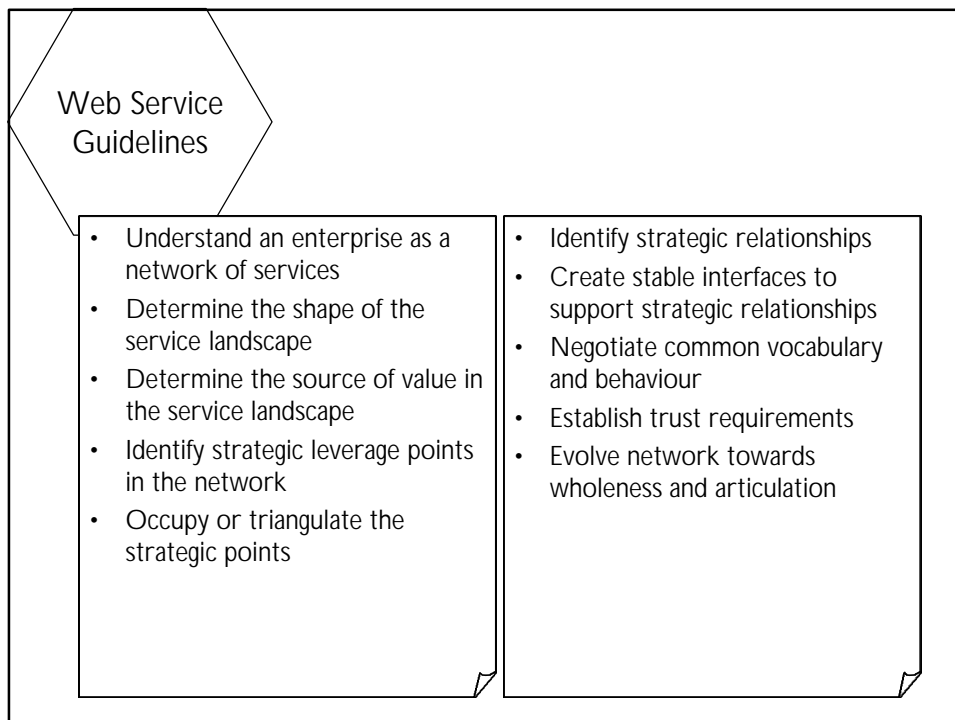 Web Service
Guidelines
• Understand an enterprise as a
network of services
• Determine the shape of the
service landscape
• Determine the source of value in
the service landscape
• Identify strategic leverage points
in the network
• Occupy or triangulate the
strategic points
• Identify strategic relationships
• Create stable interfaces to
support strategic relationships
• Negotiate common vocabulary
and behaviour
• Establish trust requirements
• Evolve network towards
wholeness and articulation